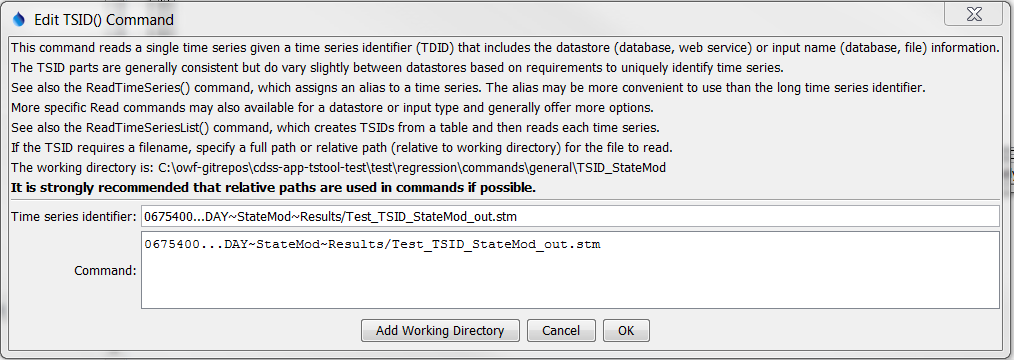 Edit TSID() Command
This command reads a single time series given a time series identifier (TDID) that includes the datastore (database, web service) or input name (database, file) information.
The TSID parts are generally consistent but do vary slightly between datastores based on requirements to uniquely identify time series.
See also the ReadTimeSeries() command, which assigns an alias to a time series. The alias may be more convenient to use than the long time series identifier.
More specific Read commands may also available for a datastore or input type and generally offer more options.
See also the ReadTimeSeriesList() command, which creates TSIDs from a table and then reads each time series.
If the TSID requires a filename, specify a full path or relative path (relative to working directory) for the file to read.
The working directory is: C:\owf-gitrepos\cdss-app-tstool-test\test\regression\commands\general\TSID_StateMod
It is strongly recommended that relative paths are used in commands if possible.
Time series identifier: 0675400...DAY~StateMod~Results/Test_TSID_StateMod_out.stm
0675400...DAY~StateMod~Results/Test_TSID_StateMod_out.stm
Command:
Add Working Directory Cancel OK